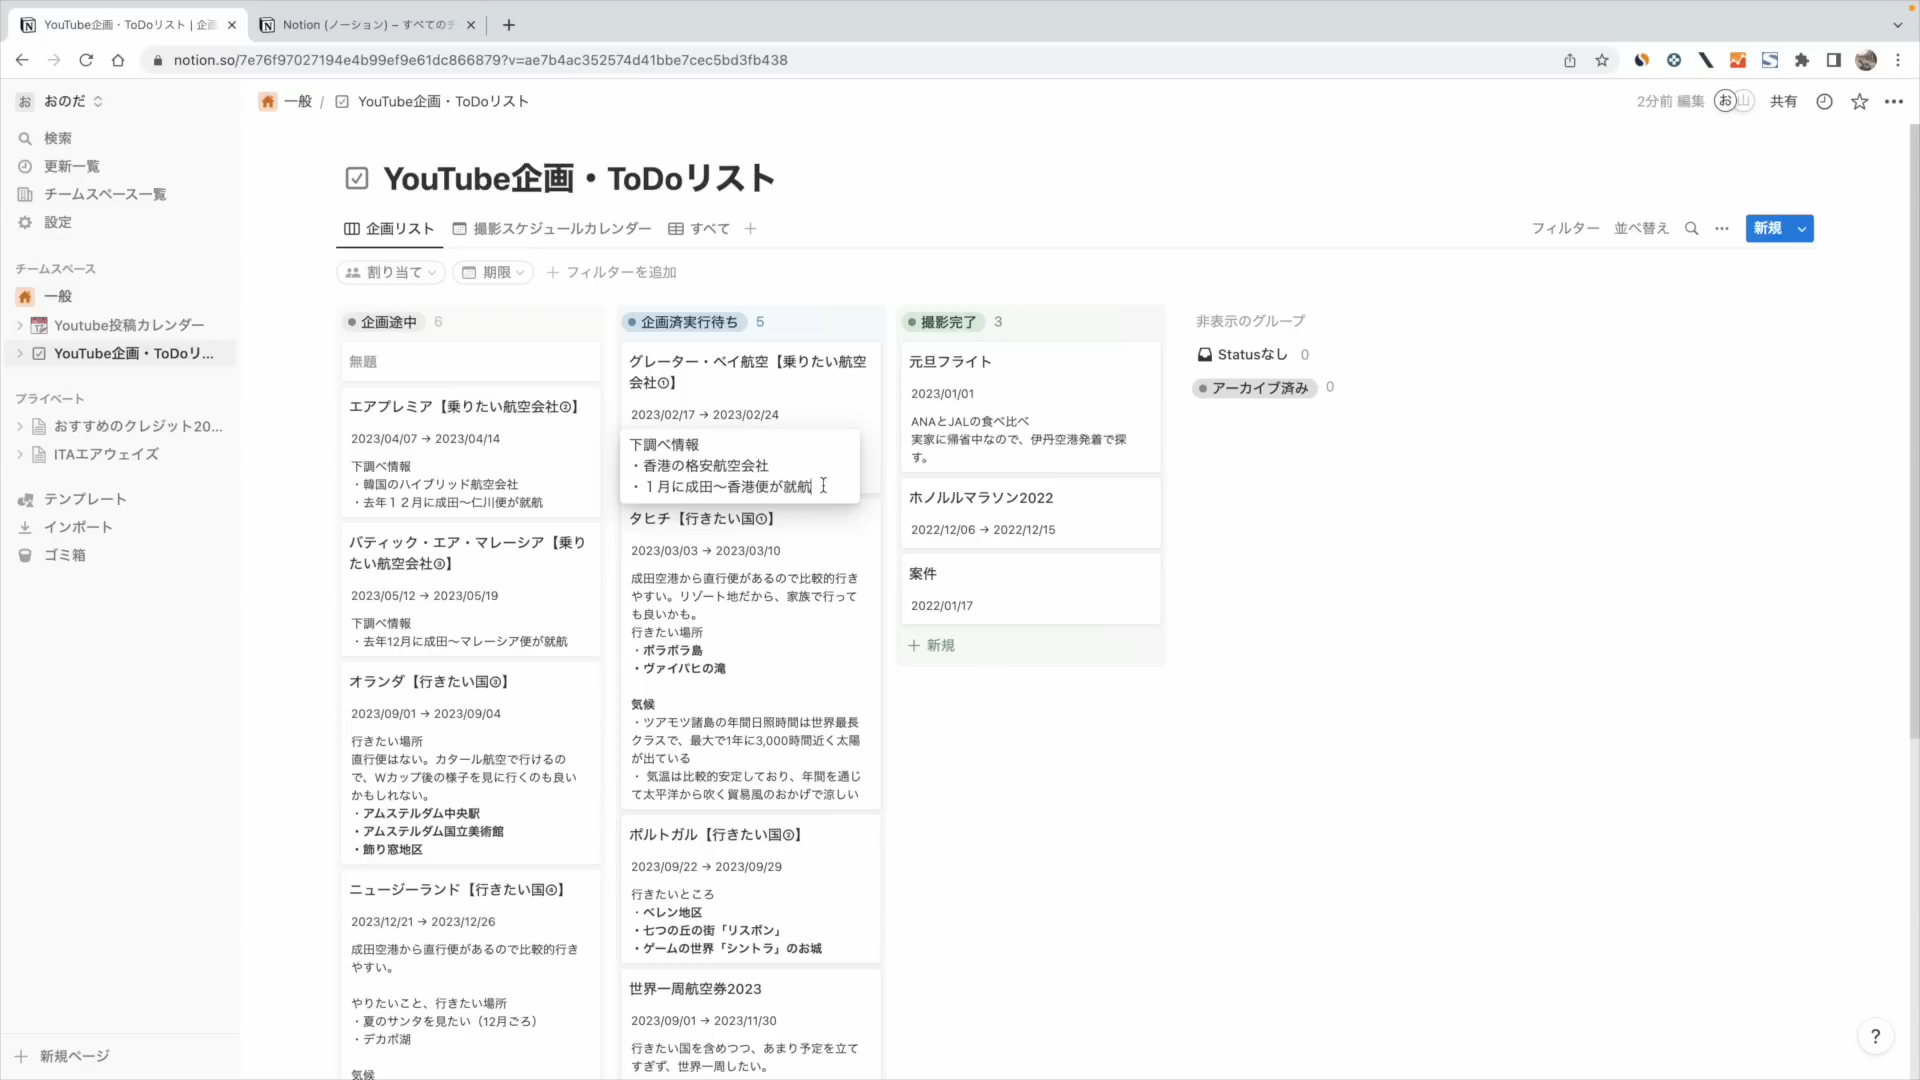 YouTube企画・ToDoリスト | 企画
Notion (ノーション) – すべてのチ
notion.so/7e76f97027194e4b99ef9e61dc866879?v=ae7b4ac352574d41bbe7cec5bd3fb438
お おのだ
検索
更新一覧
チームスペース一覧
設定
チームスペース
一般
Youtube投稿カレンダー
YouTube企画・ToDoリ...
プライベート
おすすめのクレジット20...
ITAエアウェイズ
テンプレート
インポート
ゴミ箱
新規ページ
一般 / YouTube企画・ToDoリスト
2分前 編集 お 山 共有
YouTube企画・ToDoリスト
企画リスト 撮影スケジュールカレンダー すべて
フィルター 並べ替え 新規
割り当て 期限 フィルターを追加
企画途中 6
無題
エアプレミア【乗りたい航空会社②】
2023/04/07 → 2023/04/14
下調べ情報
・韓国のハイブリッド航空会社
・去年１２月に成田〜仁川便が就航
バティック・エア・マレーシア【乗り
たい航空会社③】
2023/05/12 → 2023/05/19
下調べ情報
・去年12月に成田〜マレーシア便が就航
オランダ【行きたい国③】
2023/09/01 → 2023/09/04
行きたい場所
直行便はない。カタール航空で行けるの
で、Wカップ後の様子を見に行くのも良い
かもしれない。
・アムステルダム中央駅
・アムステルダム国立美術館
・飾り窓地区
ニュージーランド【行きたい国④】
2023/12/21 → 2023/12/26
成田空港から直行便があるので比較的行き
やすい。
やりたいこと、行きたい場所
・夏のサンタを見たい（12月ごろ）
・デカポ湖
気候
企画済実行待ち 5
グレーター・ベイ航空【乗りたい航空
会社①】
2023/02/17 → 2023/02/24
下調べ情報
・香港の格安航空会社
・１月に成田〜香港便が就航
タヒチ【行きたい国①】
2023/03/03 → 2023/03/10
成田空港から直行便があるので比較的行き
やすい。リゾート地だから、家族で行って
も良いかも。
行きたい場所
・ボラボラ島
・ヴァイパヒの滝
気候
・ツアモツ諸島の年間日照時間は世界最長
クラスで、最大で1年に3,000時間近く太陽
が出ている
・ 気温は比較的安定しており、年間を通じ
て太平洋から吹く貿易風のおかげで涼しい
ポルトガル【行きたい国②】
2023/09/22 → 2023/09/29
行きたいところ
・ベレン地区
・七つの丘の街「リスボン」
・ゲームの世界「シントラ」のお城
世界一周航空券2023
2023/09/01 → 2023/11/30
行きたい国を含めつつ、あまり予定を立て
すぎず、世界一周したい。
撮影完了 3
元旦フライト
2023/01/01
ANAとJALの食べ比べ
実家に帰省中なので、伊丹空港発着で探
す。
ホノルルマラソン2022
2022/12/06 → 2022/12/15
案件
2022/01/17
新規
非表示のグループ
Statusなし 0
アーカイブ済み 0
?